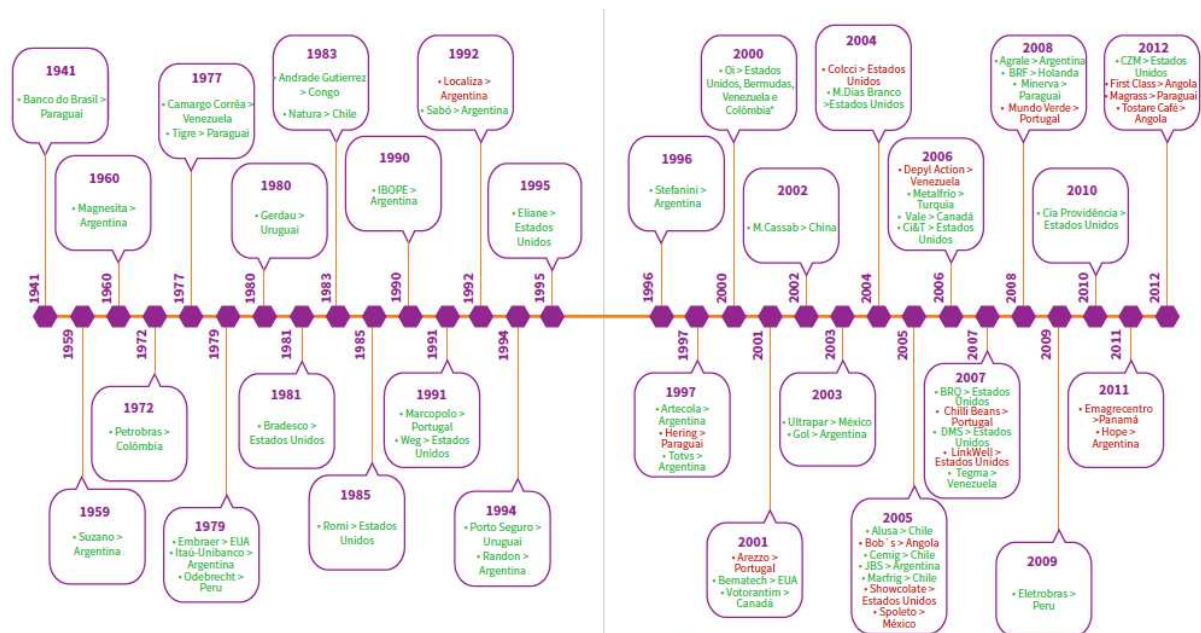 1941
• Banco do Brasil >
Paraguai
1960
• Magnesita >
Argentina
1977
• Camargo Corrêa >
Venezuela
• Tigre > Paraguai
1980
• Gerdau >
Uruguai
1983
• Andrade Gutierrez
> Congo
• Natura > Chile
1990
• IBOPE >
Argentina
1992
• Localiza >
Argentina
• Sabó > Argentina
1995
• Eliane >
Estados
Unidos
1996
• Stefanini >
Argentina
2000
• Oi > Estados
Unidos, Bermudas,
Venezuela e
Colômbia"
2002
• M.Cassab > China
2004
• Colcci > Estados
Unidos
• M.Dias Branco
>Estados Unidos
2006
• Depyl Action >
Venezuela
• Metalfrio >
Turquia
• Vale > Canadá
• Ci&T > Estados
Unidos
2008
• Agrale > Argentina
• BRF > Holanda
• Minerva >
Paraguai
• Mundo Verde >
Portugal
2010
• Cia Providência >
Estados Unidos
2012
• CZM > Estados
Unidos
• First Class > Angola
• Magrass > Paraguai
• Tostare Café >
Angola
1941
1960
1977
1980
1983
1990
1992
1995
1996
2000
2002
2004
2006
2008
2010
2012
1959
1972
1979
1981
1985
1991
1994
1997
2001
2003
2005
2007
2009
2011
1959
• Suzano >
Argentina
1972
• Petrobras >
Colômbia
1979
• Embraer > EUA
• Itaú-Unibanco >
Argentina
• Odebrecht >
Peru
1981
• Bradesco >
Estados Unidos
1985
• Romi > Estados
Unidos
1991
• Marcopolo >
Portugal
• Weg > Estados
Unidos
1994
• Porto Seguro >
Uruguai
• Randon >
Argentina
1997
• Artecola >
Argentina
• Hering >
Paraguai
• Totvs >
Argentina
2001
• Arezzo >
Portugal
• Bematech > EUA
• Votorantim >
Canadá
2003
• Ultrapar > México
• Gol > Argentina
2005
• Alusa > Chile
• Bob´s > Angola
• Cemig > Chile
• JBS > Argentina
• Marfrig > Chile
• Showcolate >
Estados Unidos
• Spoleto >
México
2007
• BRQ > Estados
Unidos
• Chilli Beans >
Portugal
• DMS > Estados
Unidos
• LinkWell >
Estados Unidos
• Tegma >
Venezuela
2009
• Eletrobras >
Peru
2011
• Emagrecentro
>Panamá
• Hope >
Argentina